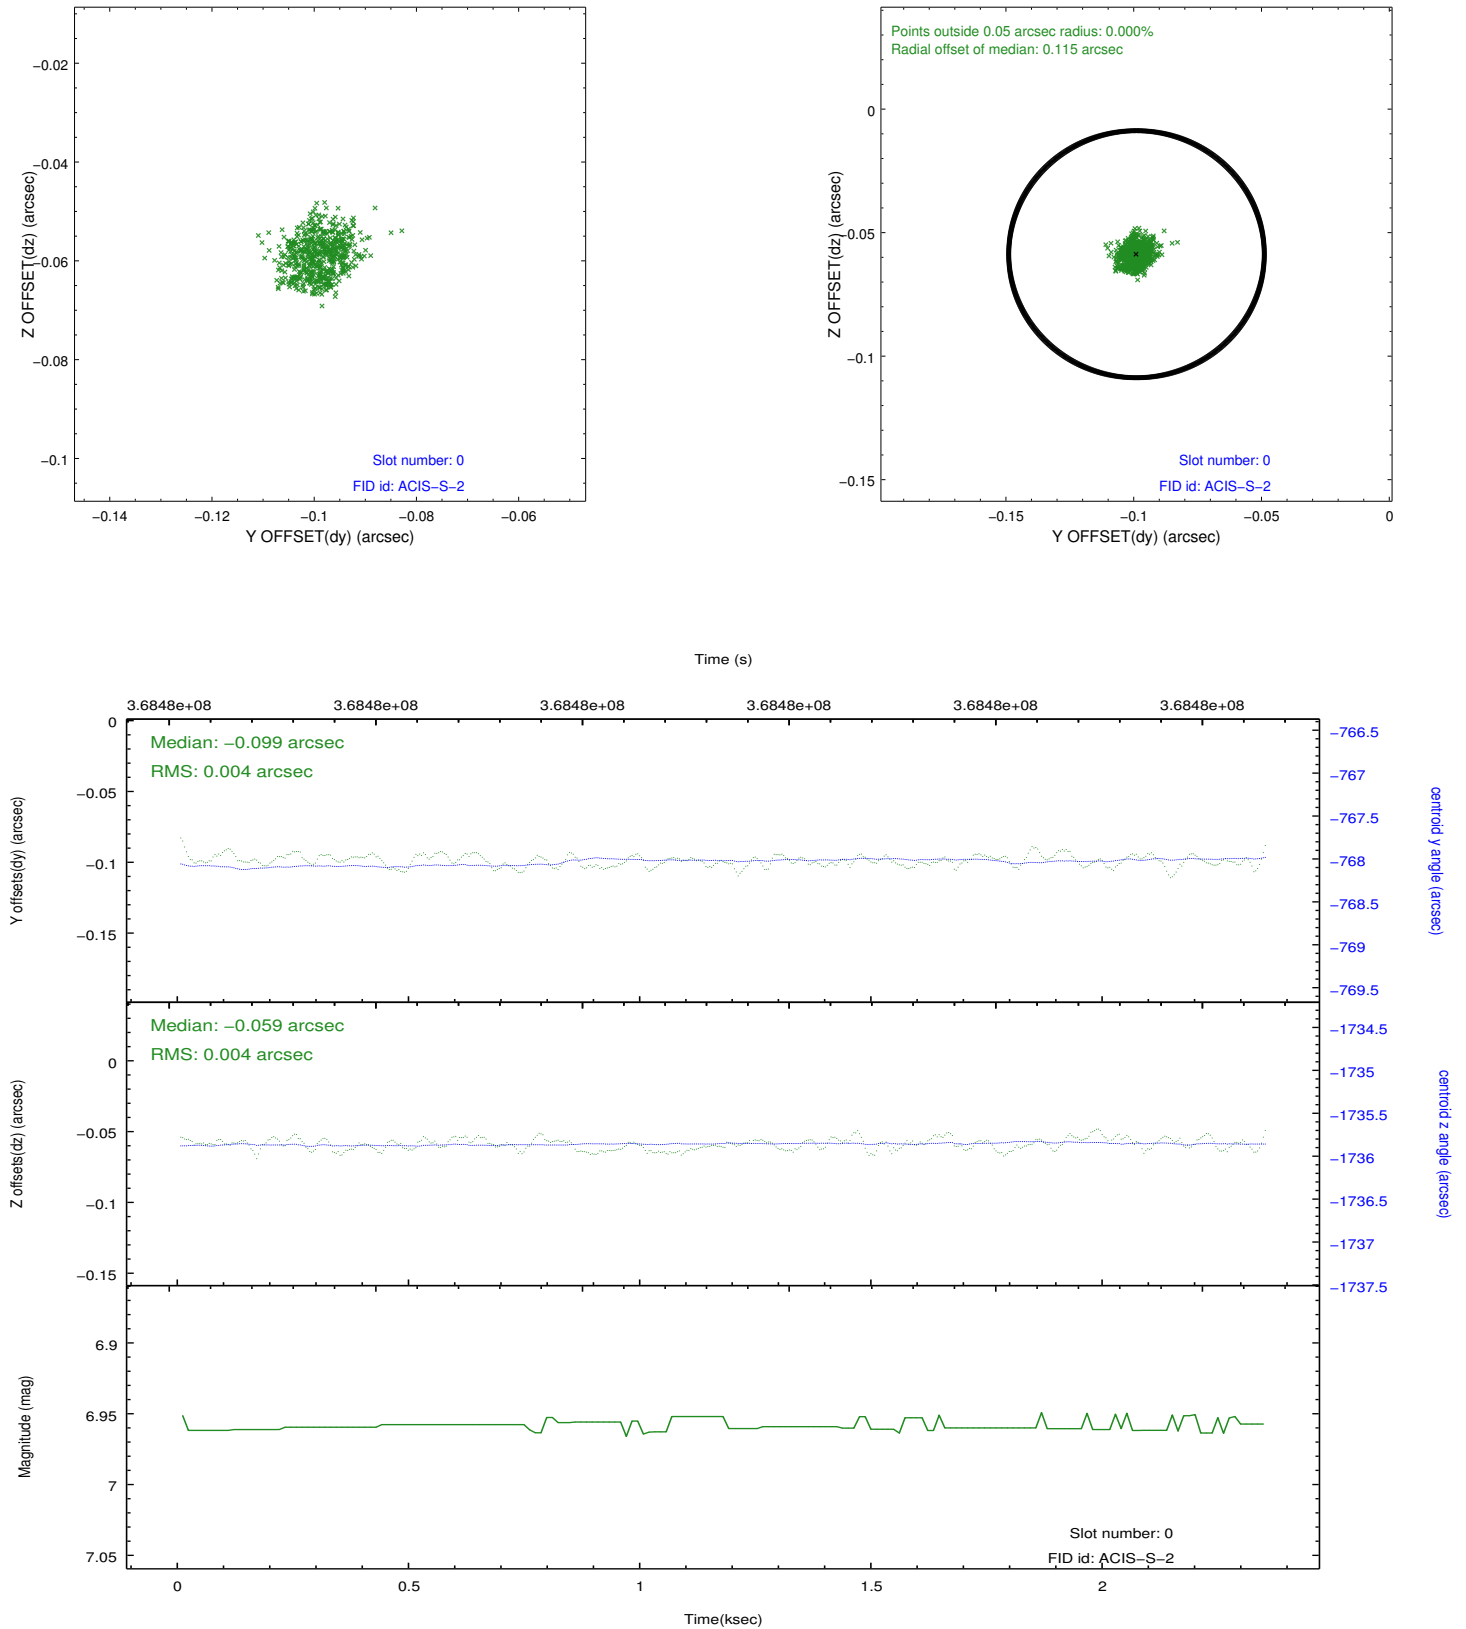 −0.02
−0.04
−0.06
−0.08
−0.1
Z OFFSET(dz) (arcsec)
Slot number: 0
FID id: ACIS−S−2
−0.14 −0.12 −0.1 −0.08 −0.06
Y OFFSET(dy) (arcsec)
Points outside 0.05 arcsec radius: 0.000%
Radial offset of median: 0.115 arcsec
0
−0.05
−0.1
−0.15
Z OFFSET(dz) (arcsec)
Slot number: 0
FID id: ACIS−S−2
−0.15 −0.1 −0.05 0
Y OFFSET(dy) (arcsec)
Time (s)
3.6848e+08 3.6848e+08 3.6848e+08 3.6848e+08 3.6848e+08 3.6848e+08
Median: −0.099 arcsec
RMS: 0.004 arcsec
0
−0.05
−0.1
−0.15
Y offsets(dy) (arcsec)
−766.5
−767
−767.5
−768
−768.5
−769
−769.5
centroid y angle (arcsec)
Median: −0.059 arcsec
RMS: 0.004 arcsec
0
−0.05
−0.1
−0.15
Z offsets(dz) (arcsec)
−1734.5
−1735
−1735.5
−1736
−1736.5
−1737
−1737.5
centroid z angle (arcsec)
6.9
6.95
7
7.05
Magnitude (mag)
Slot number: 0
FID id: ACIS−S−2
0 0.5 1 1.5 2
Time(ksec)